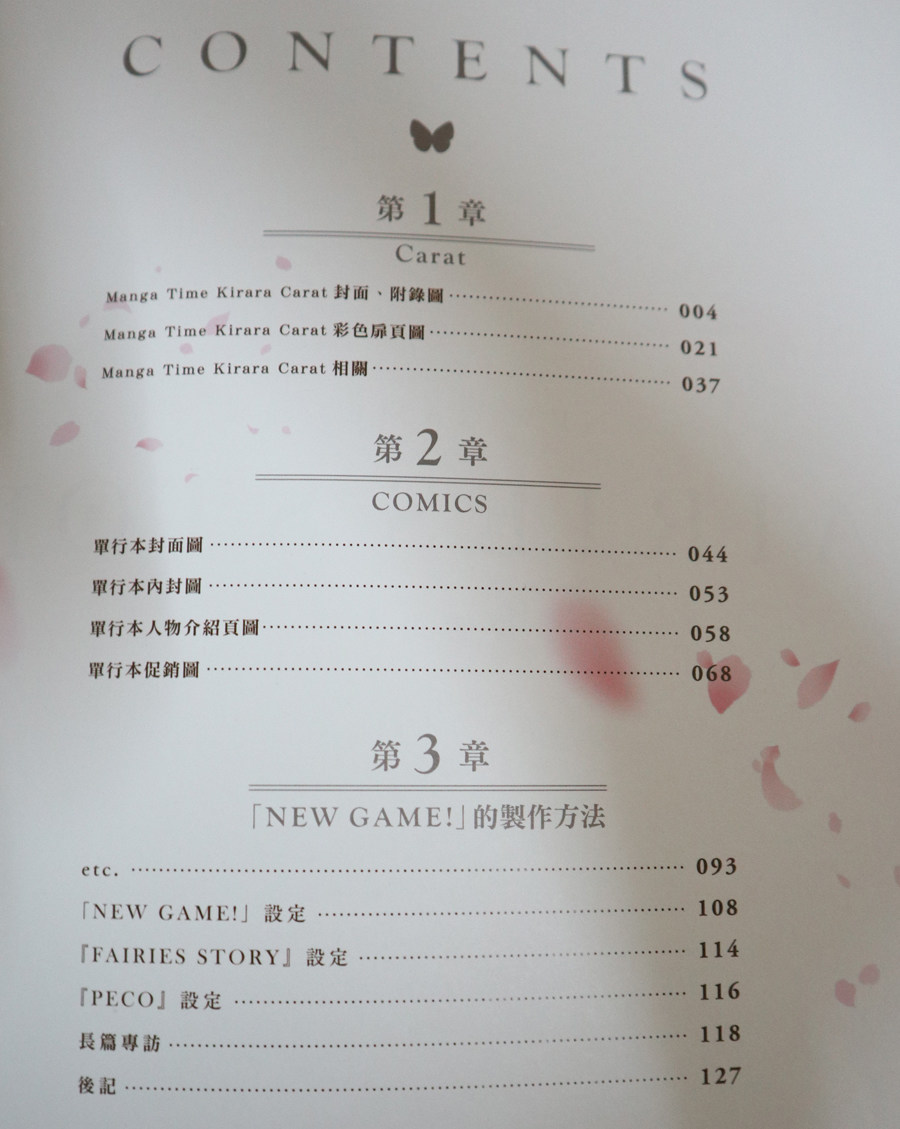 CONTENTS
第1章
Carat
Manga Time Kirara Carat 封面、附錄圖 004
Manga Time Kirara Carat 彩色扉頁圖 021
Manga Time Kirara Carat 相關 037
第2章
COMICS
單行本封面圖 044
單行本內封圖 053
單行本人物介紹頁圖 058
單行本促銷圖 068
第3章
「NEW GAME!」的製作方法
etc. 093
「NEW GAME!」設定 108
『FAIRIES STORY』設定 114
『PECO』設定 116
長篇專訪 118
後記 127